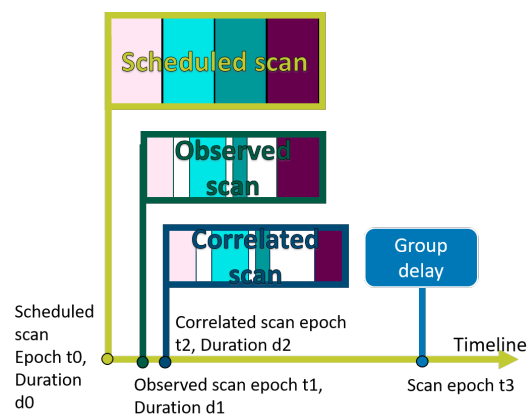 Scheduled scan
Observed
scan
Correlated
scan
Group
delay
Scheduled
scan
Epoch t0,
Duration
d0
Correlated scan epoch
t2, Duration d2
Timeline
Observed scan epoch t1,
Duration d1
Scan epoch t3